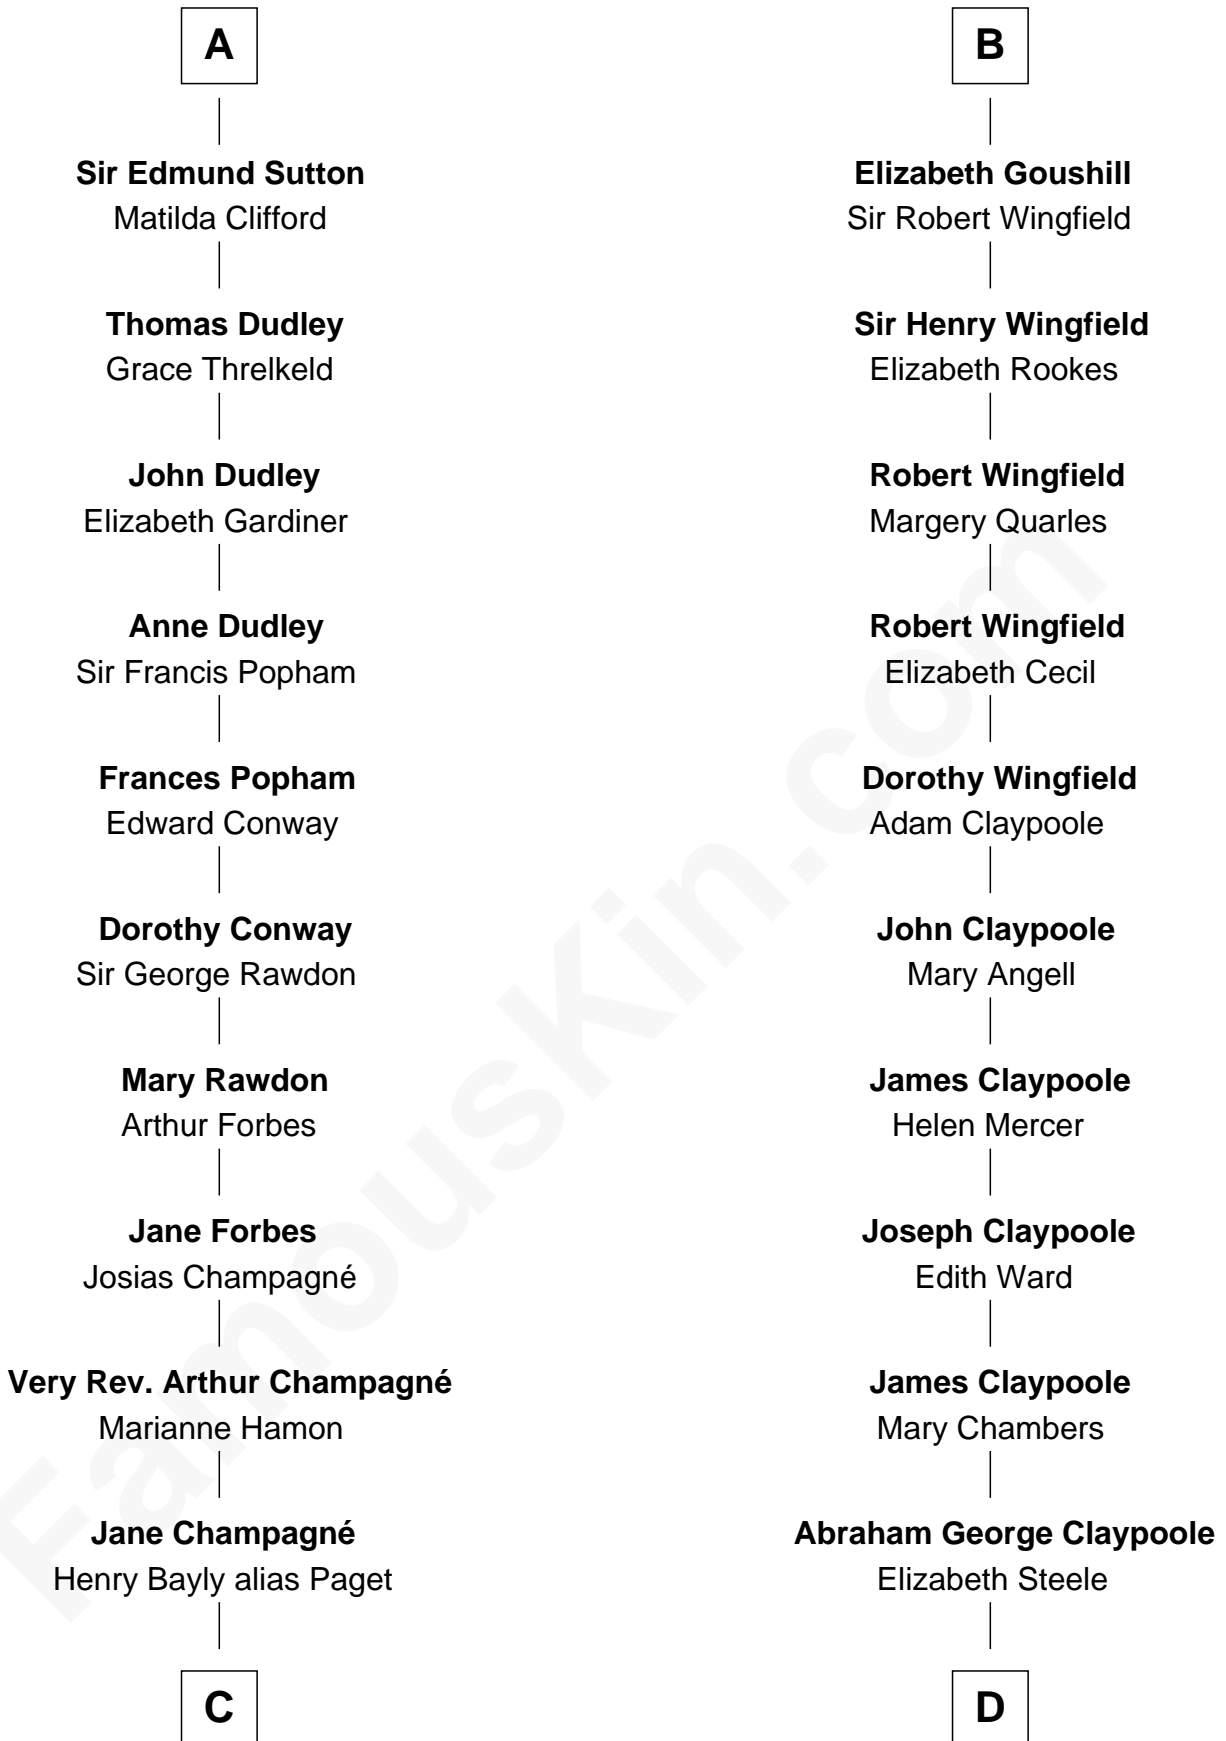 A
Sir Edmund Sutton
Matilda Clifford
Thomas Dudley
Grace Threlkeld
John Dudley
Elizabeth Gardiner
Anne Dudley
Sir Francis Popham
Frances Popham
Edward Conway
Dorothy Conway
Sir George Rawdon
Mary Rawdon
Arthur Forbes
Jane Forbes
Josias Champagné
Very Rev. Arthur Champagné
Marianne Hamon
Jane Champagné
Henry Bayly alias Paget
C
B
Elizabeth Goushill
Sir Robert Wingfield
Sir Henry Wingfield
Elizabeth Rookes
Robert Wingfield
Margery Quarles
Robert Wingfield
Elizabeth Cecil
Dorothy Wingfield
Adam Claypoole
John Claypoole
Mary Angell
James Claypoole
Helen Mercer
Joseph Claypoole
Edith Ward
James Claypoole
Mary Chambers
Abraham George Claypoole
Elizabeth Steele
D
FamousKin.com